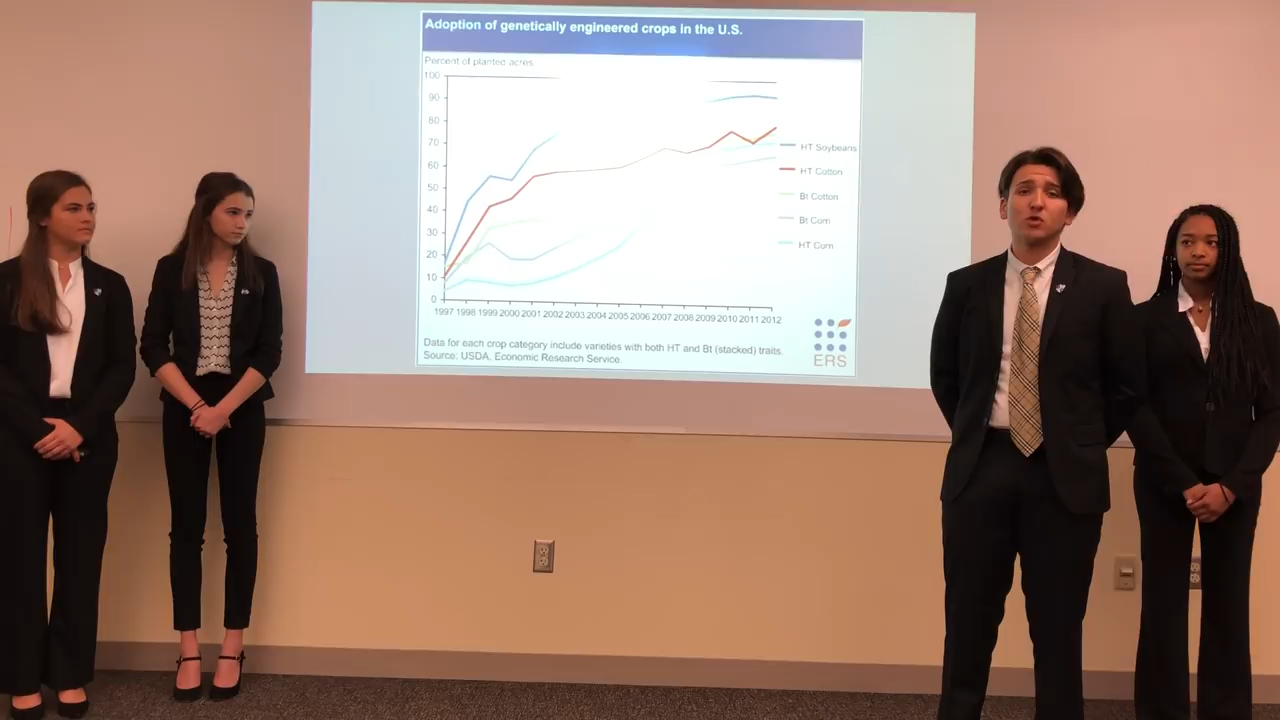 Adoption of genetically engineered crops in the U.S.
Percent of planted acres
100
90
80
70
60
50
40
30
20
10
0
HT Soybeans
HT Cotton
Bt Cotton
Bt Corn
HT Corn
1997 1998 1999 2000 2001 2002 2003 2004 2005 2006 2007 2008 2009 2010 2011 2012
Data for each crop category include varieties with both HT and Bt (stacked) traits.
Source: USDA, Economic Research Service.
ERS